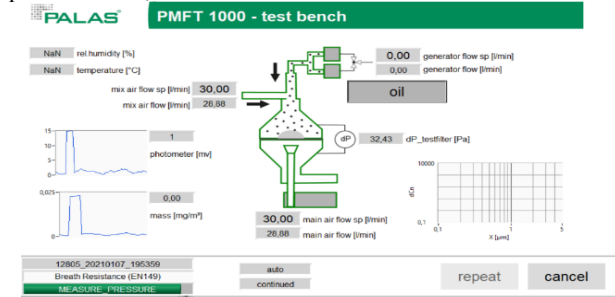 PALAS PMFT 1000 - test bench
NaN rel.humidity [%]
NaN temperature [°C]
0,00 generator flow sp [l/min]
0,00 generator flow [l/min]
oil
mix air flow sp [l/min] 30,00
mix air flow [l/min] 28,88
15
10
5
0
1
photometer [mv]
dP
32,43 dP_testfilter [Pa]
0,025
0,00
0,00
mass [mg/m³]
10000
dCn
0,1
0,1 1 5
X [µm]
30,00 main air flow sp [l/min]
28,88 main air flow [l/min]
12805_20210107_195359
Breath Resistance (EN149)
MEASURE_PRESSURE
auto
continued
repeat
cancel